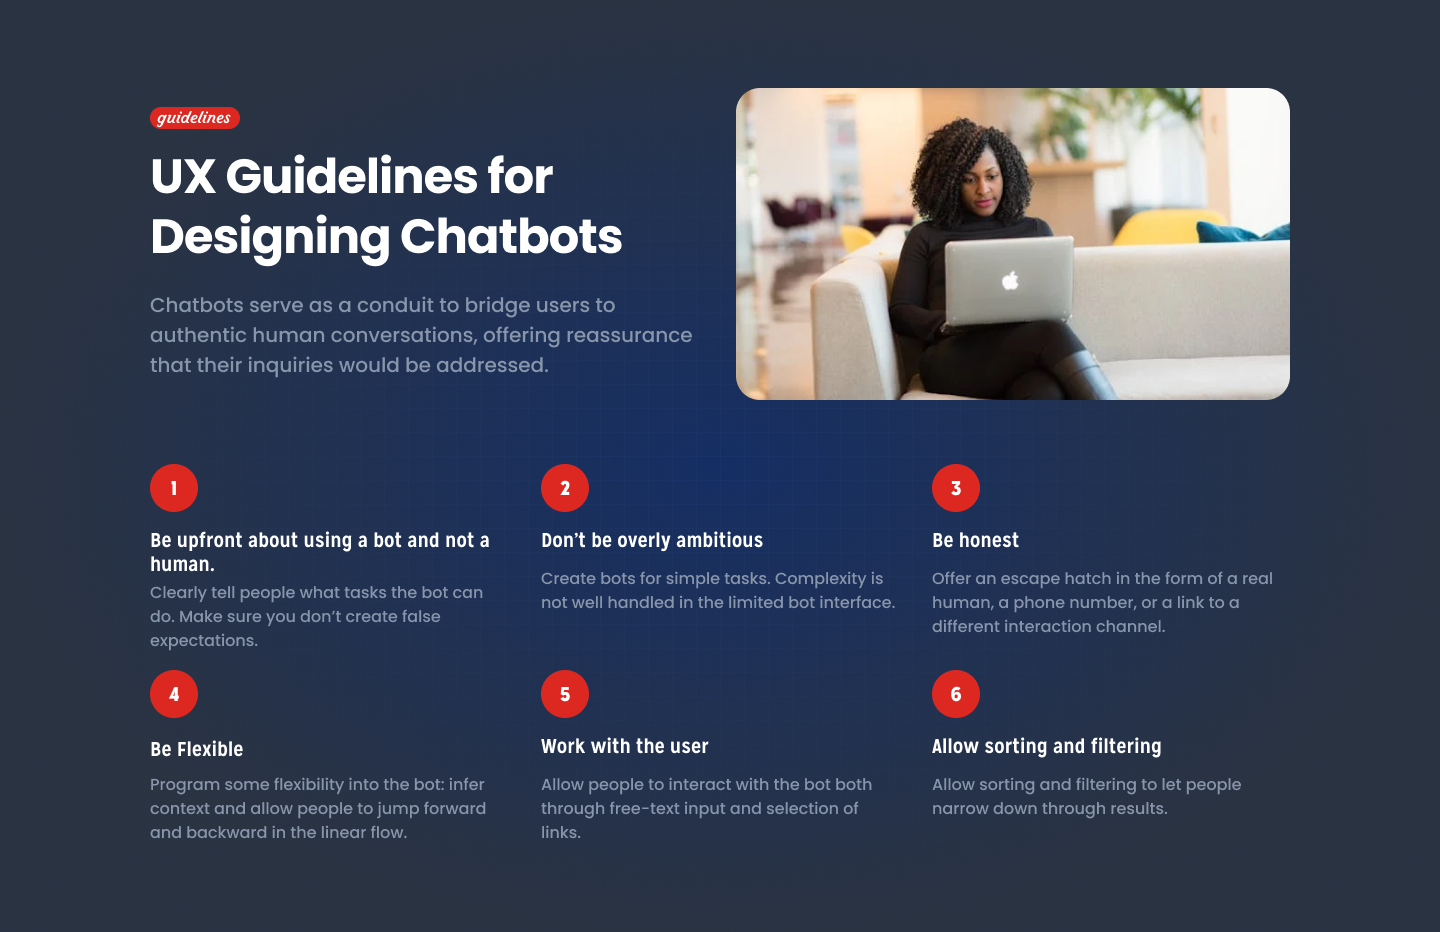 guidelines
UX Guidelines for
Designing Chatbots
Chatbots serve as a conduit to bridge users to
authentic human conversations, offering reassurance
that their inquiries would be addressed.
1
Be upfront about using a bot and not a
human.
Clearly tell people what tasks the bot can
do. Make sure you don’t create false
expectations.
2
Don’t be overly ambitious
Create bots for simple tasks. Complexity is
not well handled in the limited bot interface.
3
Be honest
Offer an escape hatch in the form of a real
human, a phone number, or a link to a
different interaction channel.
4
Be Flexible
Program some flexibility into the bot: infer
context and allow people to jump forward
and backward in the linear flow.
5
Work with the user
Allow people to interact with the bot both
through free-text input and selection of
links.
6
Allow sorting and filtering
Allow sorting and filtering to let people
narrow down through results.